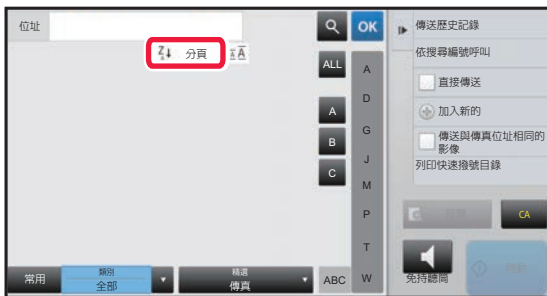 位址
OK
分頁
ALL
A
B
C
A
D
G
J
M
P
T
W
ABC
常用
類別
全部
精選
傳真
傳送歷史記錄
依搜尋編號呼叫
直接傳送
加入新的
傳送與傳真位址相同的
影像
列印快速撥號目錄
CA
免持聽筒